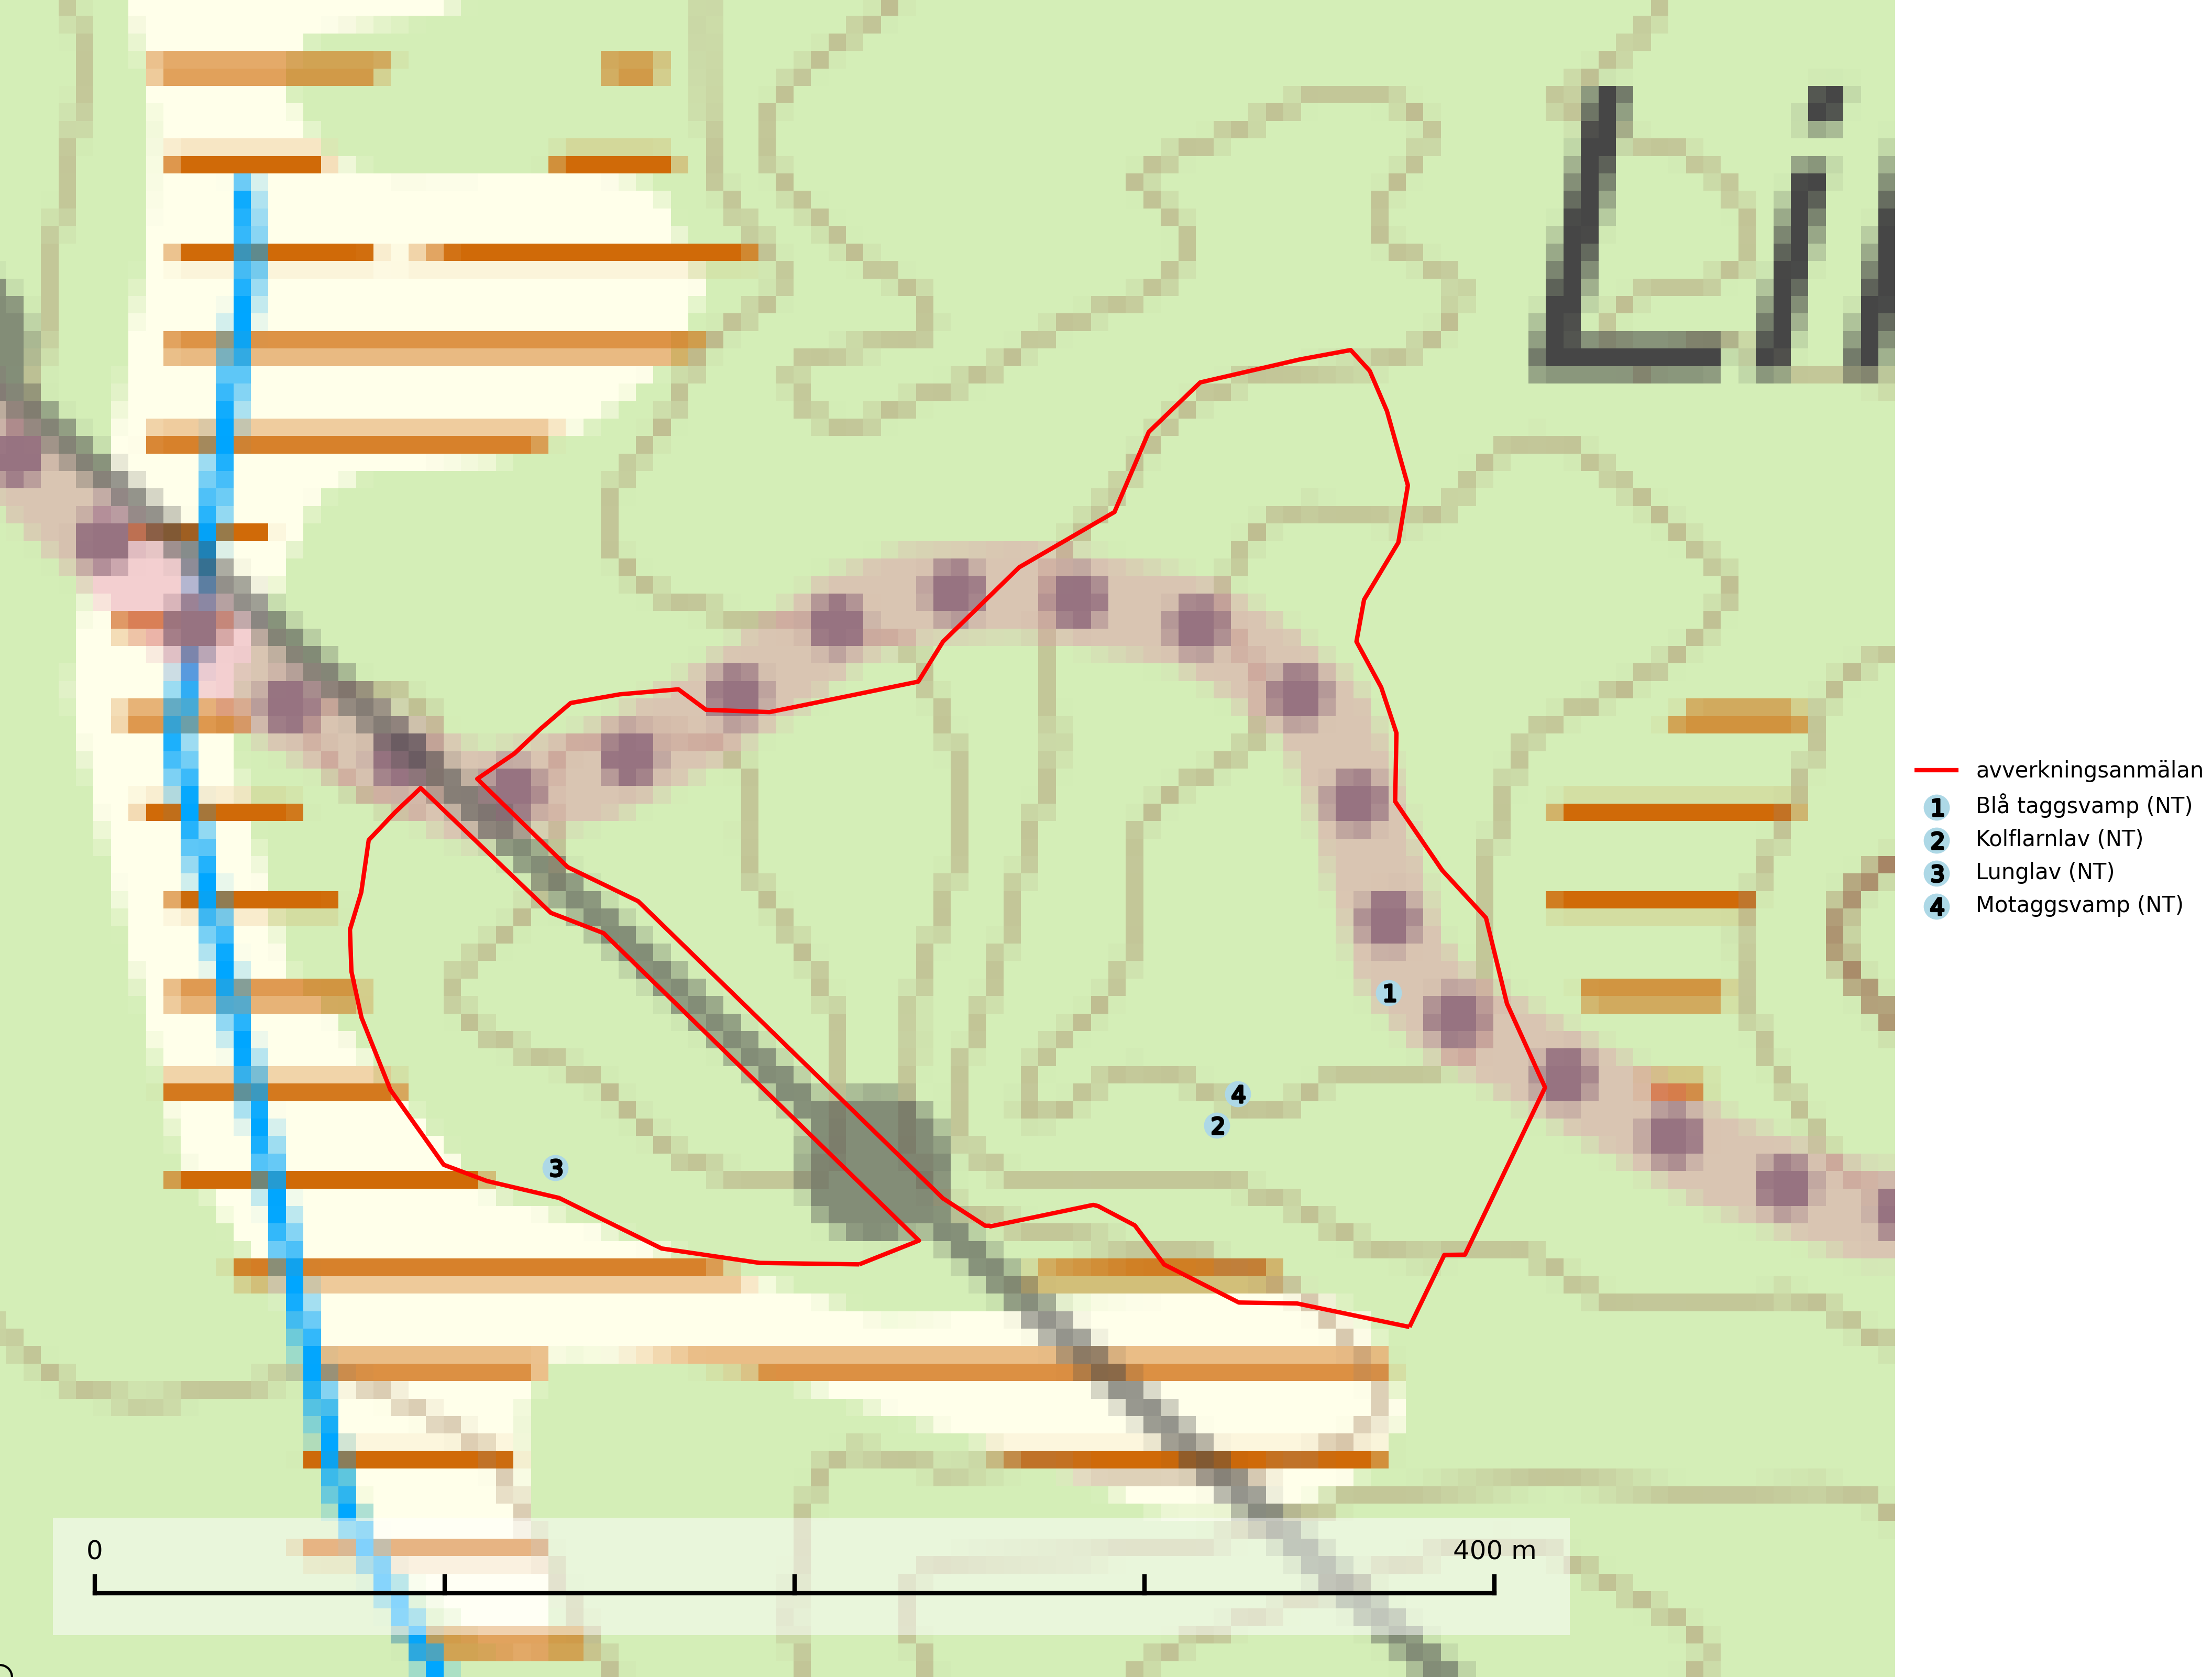 Li
avverkningsanmälan
1 Blå taggsvamp (NT)
2 Kolflarnlav (NT)
3 Lunglav (NT)
4 Motaggsvamp (NT)
1
4
2
3
0 400 m